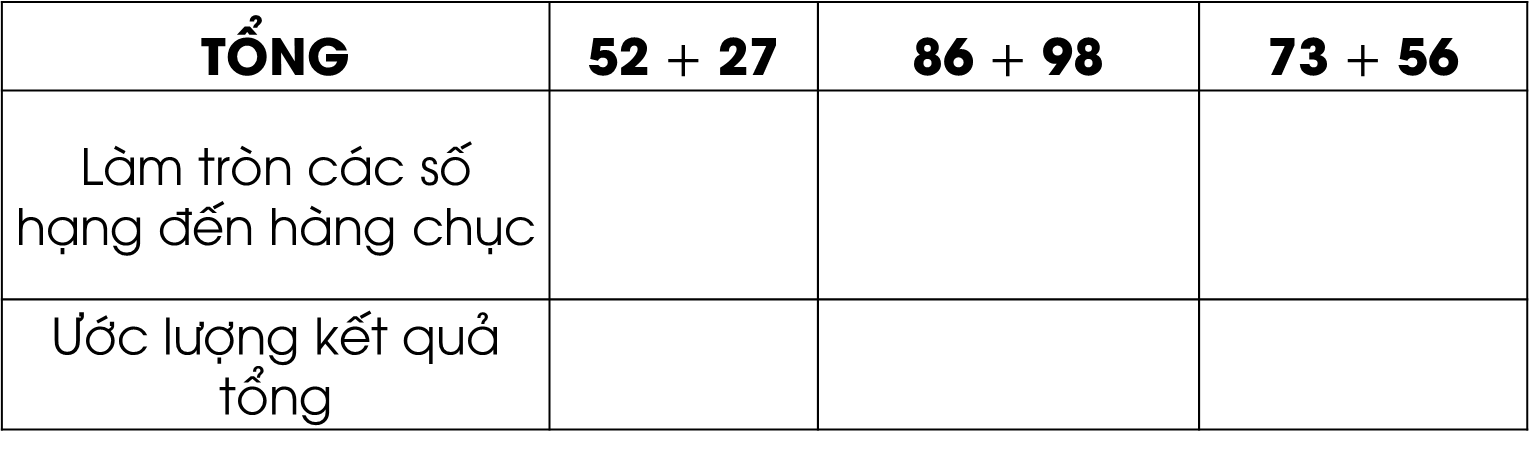 TỔNG 52 + 27 86 + 98 73 + 56
Làm tròn các số
hạng đến hàng chục
Ước lượng kết quả
tổng